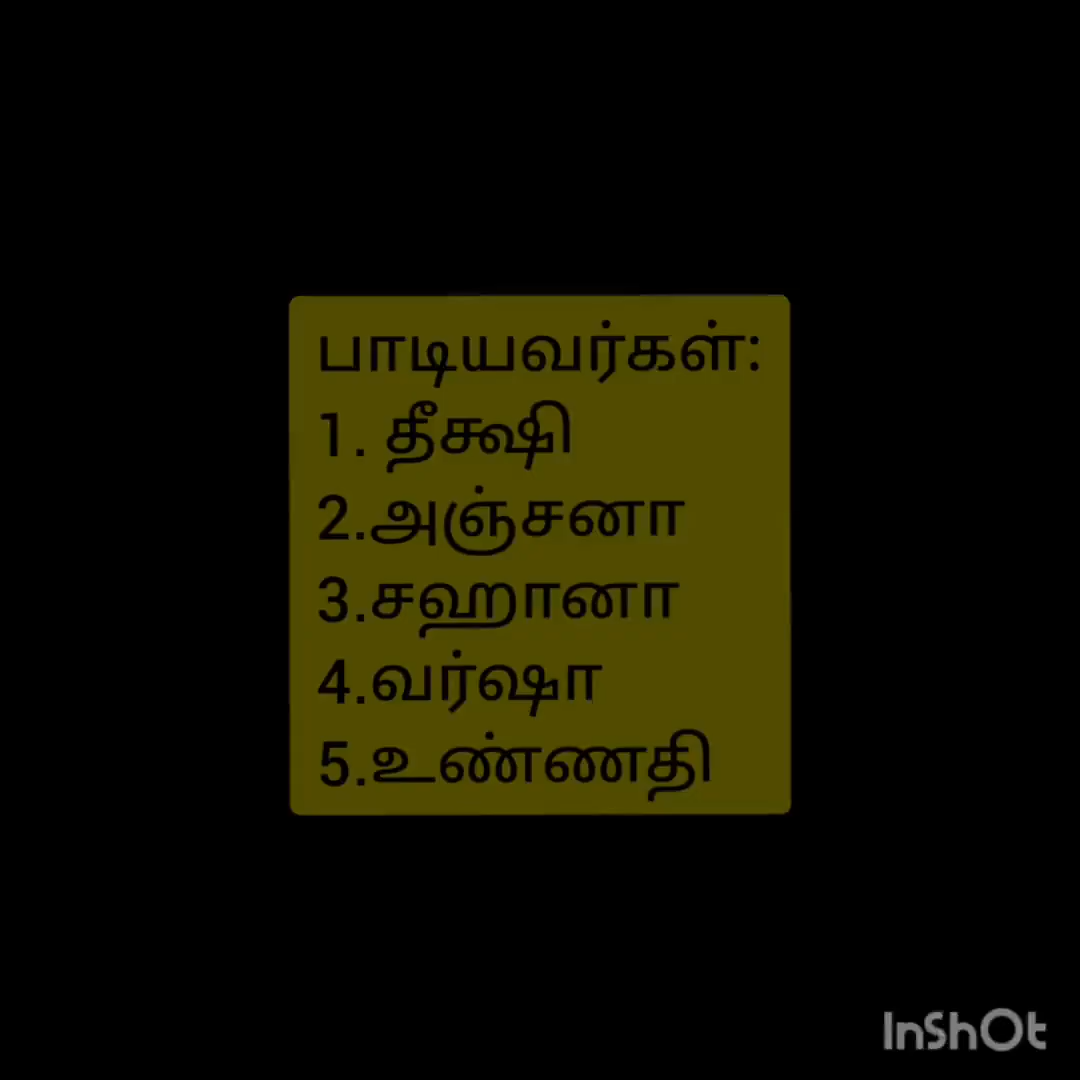 பாடியவர்கள்:
1. தீக்ஷி
2.அஞ்சனா
3.சஹானா
4.வர்ஷா
5.உண்ணதி
InShOt